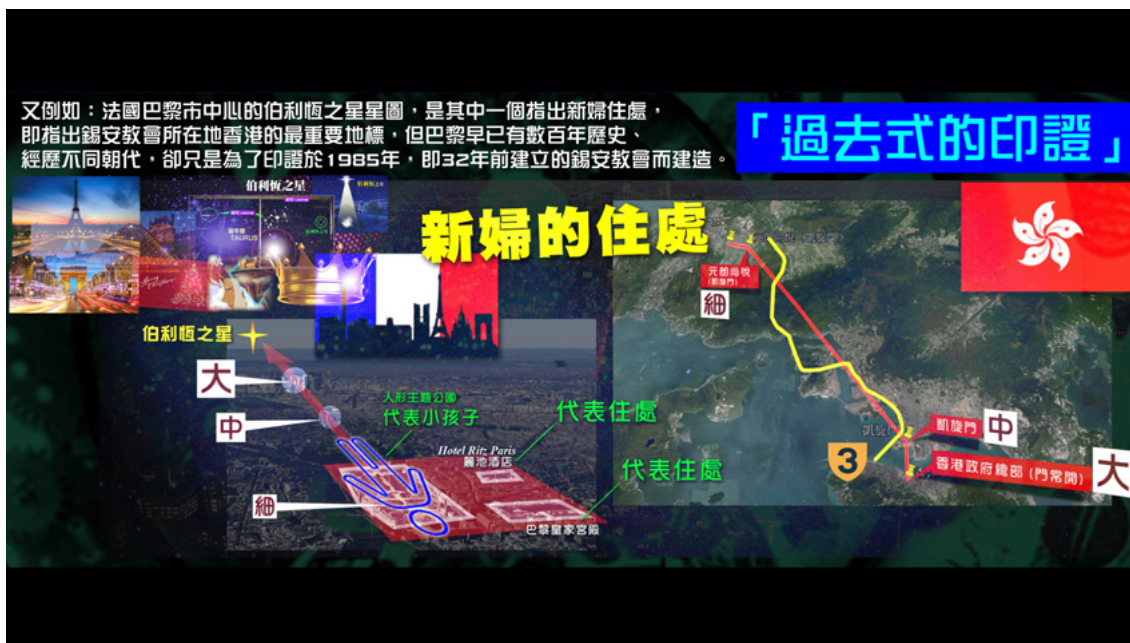 又例如：法國巴黎市中心的伯利恆之星星圖，是其中一個指出新婦住處，
即指出錫安教會所在地香港的最重要地標，但巴黎早已有數百年歷史、
經歷不同朝代，卻只是為了印證於1985年，即32年前建立的錫安教會而建造。
「過去式的印證」
伯利恆之星
TAURUS
新婦的住處
元朗尚悅
(凱旋門)
細
伯利恆之星
大
中
人形主題公園
代表小孩子
代表住處
Hotel Ritz Paris
麗池酒店
代表住處
細
巴黎皇家宮殿
凱旋門
凱旋門
中
3
香港政府總部 (門常開)
大